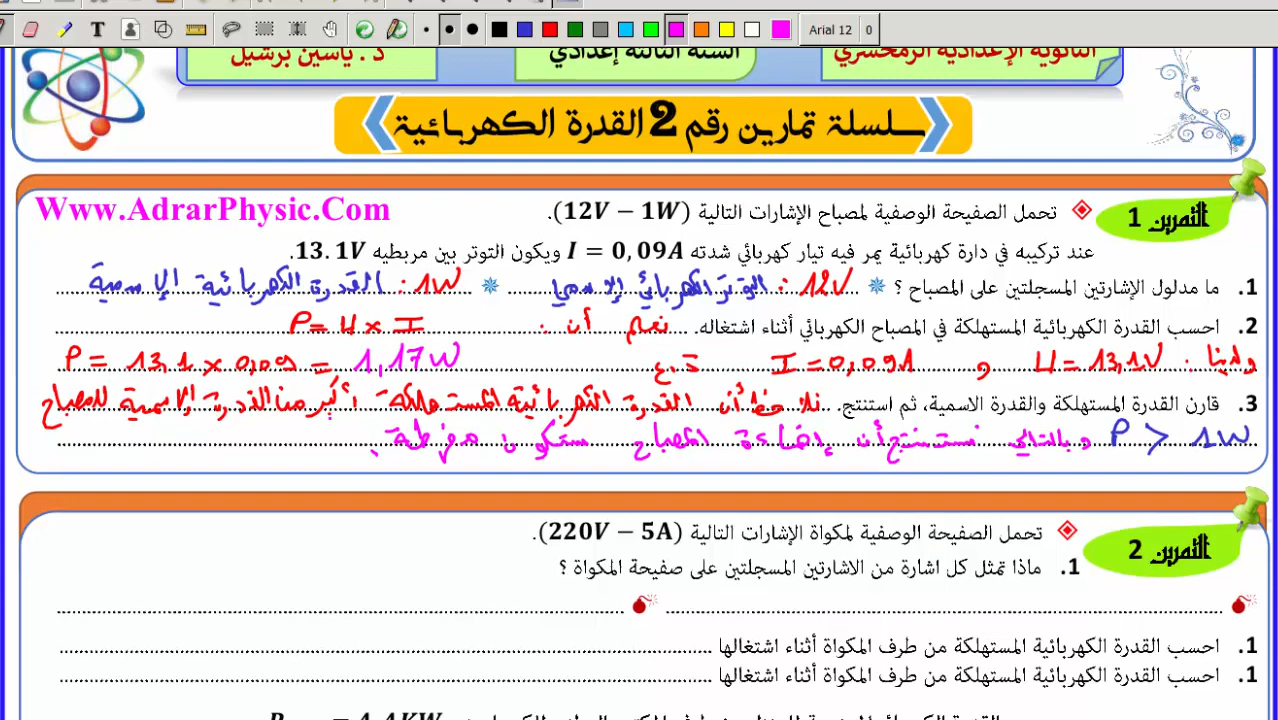 Arial 12 0
الثانوية الإعدادية الزمخشري السنة الثالثة إعدادي د . ياسين برشيل
سلسلة تمارين رقم 2 القدرة الكهربائية
Www.AdrarPhysic.Com
التمرين 1
تحمل الصفيحة الوصفية لمصباح الإشارات التالية (12V – 1W).
عند تركيبه في دارة كهربائية يمر فيه تيار كهربائي شدته I = 0,09A ويكون التوتر بين مربطيه 13.1V.
1. ما مدلول الإشارتين المسجلتين على المصباح ؟ 12V : التوتر الكهربائي الإسمي 1W : القدرة الكهربائية الإسمية
2. احسب القدرة الكهربائية المستهلكة في المصباح الكهربائي أثناء اشتغاله. نعلم أن : P = U × I
ولدينا : U = 13,1V و I = 0,09A ت.ع P = 13,1 × 0,09 = 1,17W
3. قارن القدرة المستهلكة والقدرة الاسمية، ثم استنتج. نلاحظ أن القدرة الكهربائية المستهلكة أكبر من القدرة الإسمية للمصباح
P > 1W وبالتالي نستنتج أن إضاءة المصباح ستكون مفرطة.
التمرين 2
تحمل الصفيحة الوصفية لمكواة الإشارات التالية (220V – 5A).
1. ماذا تمثل كل اشارة من الاشارتين المسجلتين على صفيحة المكواة ؟
1. احسب القدرة الكهربائية المستهلكة من طرف المكواة أثناء اشتغالها
1. احسب القدرة الكهربائية المستهلكة من طرف المكواة أثناء اشتغالها